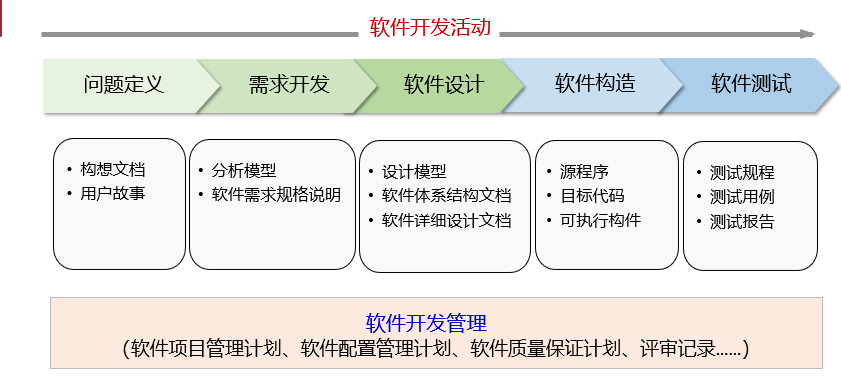 软件开发活动
问题定义
需求开发
软件设计
软件构造
软件测试
• 构想文档
• 用户故事
• 分析模型
• 软件需求规格说明
• 设计模型
• 软件体系结构文档
• 软件详细设计文档
• 源程序
• 目标代码
• 可执行构件
• 测试规程
• 测试用例
• 测试报告
软件开发管理
（软件项目管理计划、软件配置管理计划、软件质量保证计划、评审记录……）